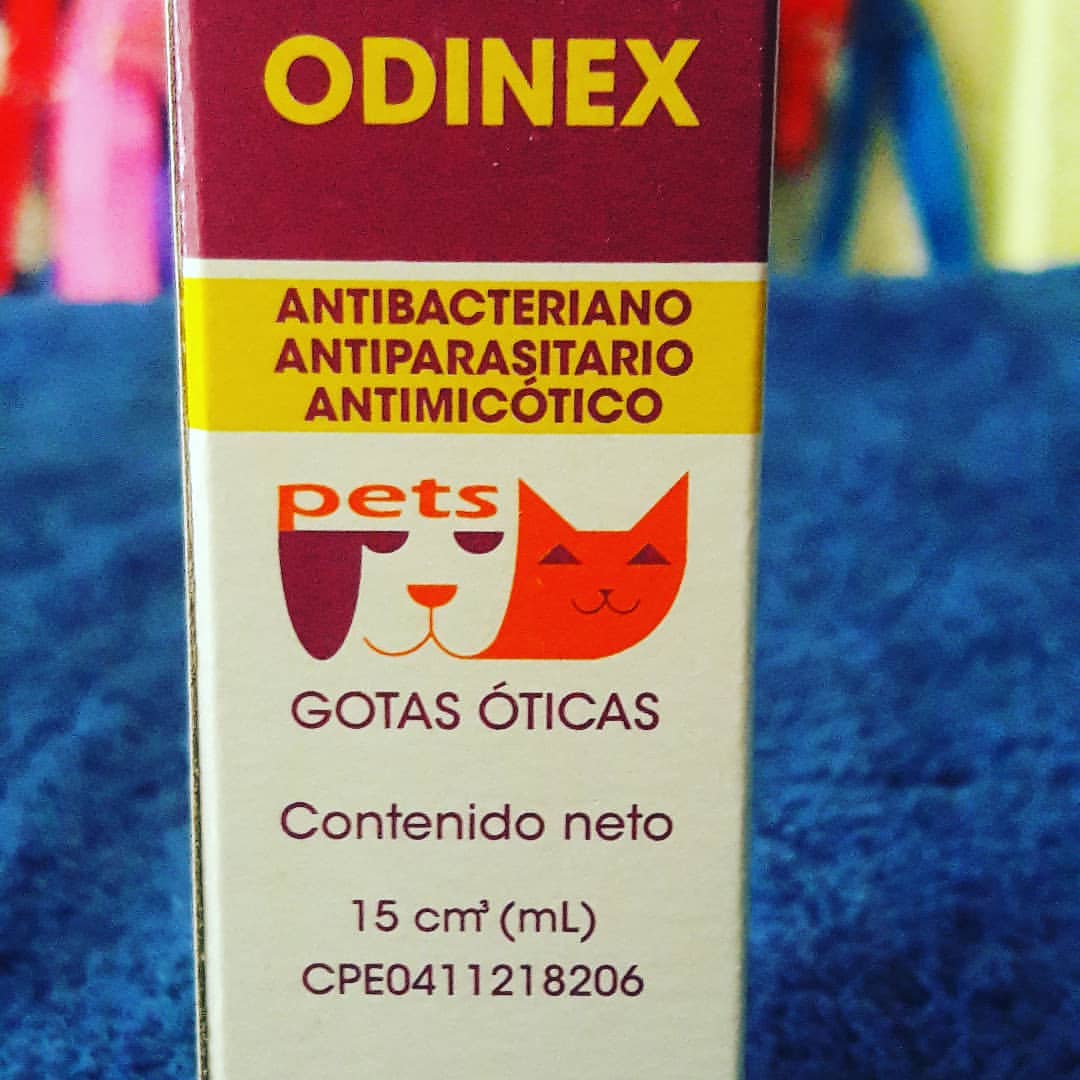 ODINEX
ANTIBACTERIANO
ANTIPARASITARIO
ANTIMICÓTICO
pets
GOTAS ÓTICAS
Contenido neto
15 cm³ (mL)
CPE0411218206